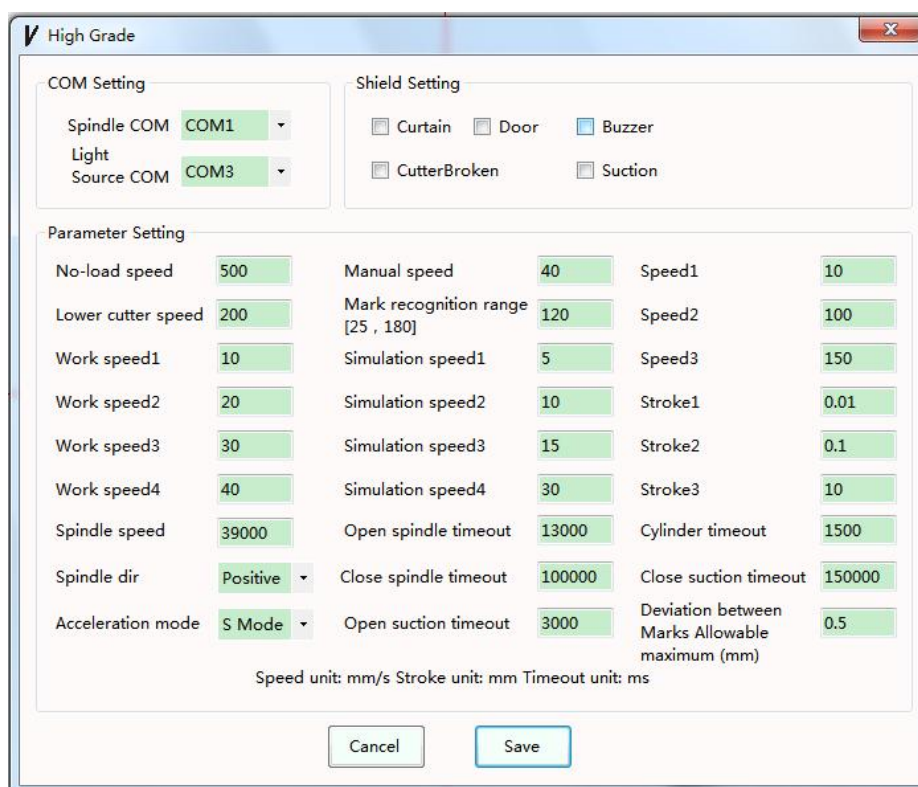 High Grade
COM Setting
Spindle COM COM1
Light
Source COM COM3
Shield Setting
Curtain Door Buzzer
CutterBroken Suction
Parameter Setting
No-load speed 500 Manual speed 40 Speed1 10
Lower cutter speed 200 Mark recognition range
[25 , 180] 120 Speed2 100
Work speed1 10 Simulation speed1 5 Speed3 150
Work speed2 20 Simulation speed2 10 Stroke1 0.01
Work speed3 30 Simulation speed3 15 Stroke2 0.1
Work speed4 40 Simulation speed4 30 Stroke3 10
Spindle speed 39000 Open spindle timeout 13000 Cylinder timeout 1500
Spindle dir Positive Close spindle timeout 100000 Close suction timeout 150000
Acceleration mode S Mode Open suction timeout 3000 Deviation between
Marks Allowable
maximum (mm) 0.5
Speed unit: mm/s Stroke unit: mm Timeout unit: ms
Cancel Save